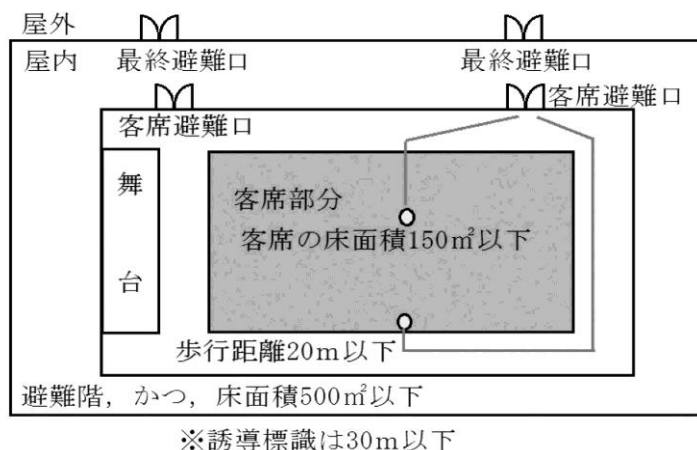 屋外
屋内
最終避難口
最終避難口
客席避難口
客席避難口
舞台
客席部分
客席の床面積150㎡以下
歩行距離20m以下
避難階，かつ，床面積500㎡以下
※誘導標識は30m以下